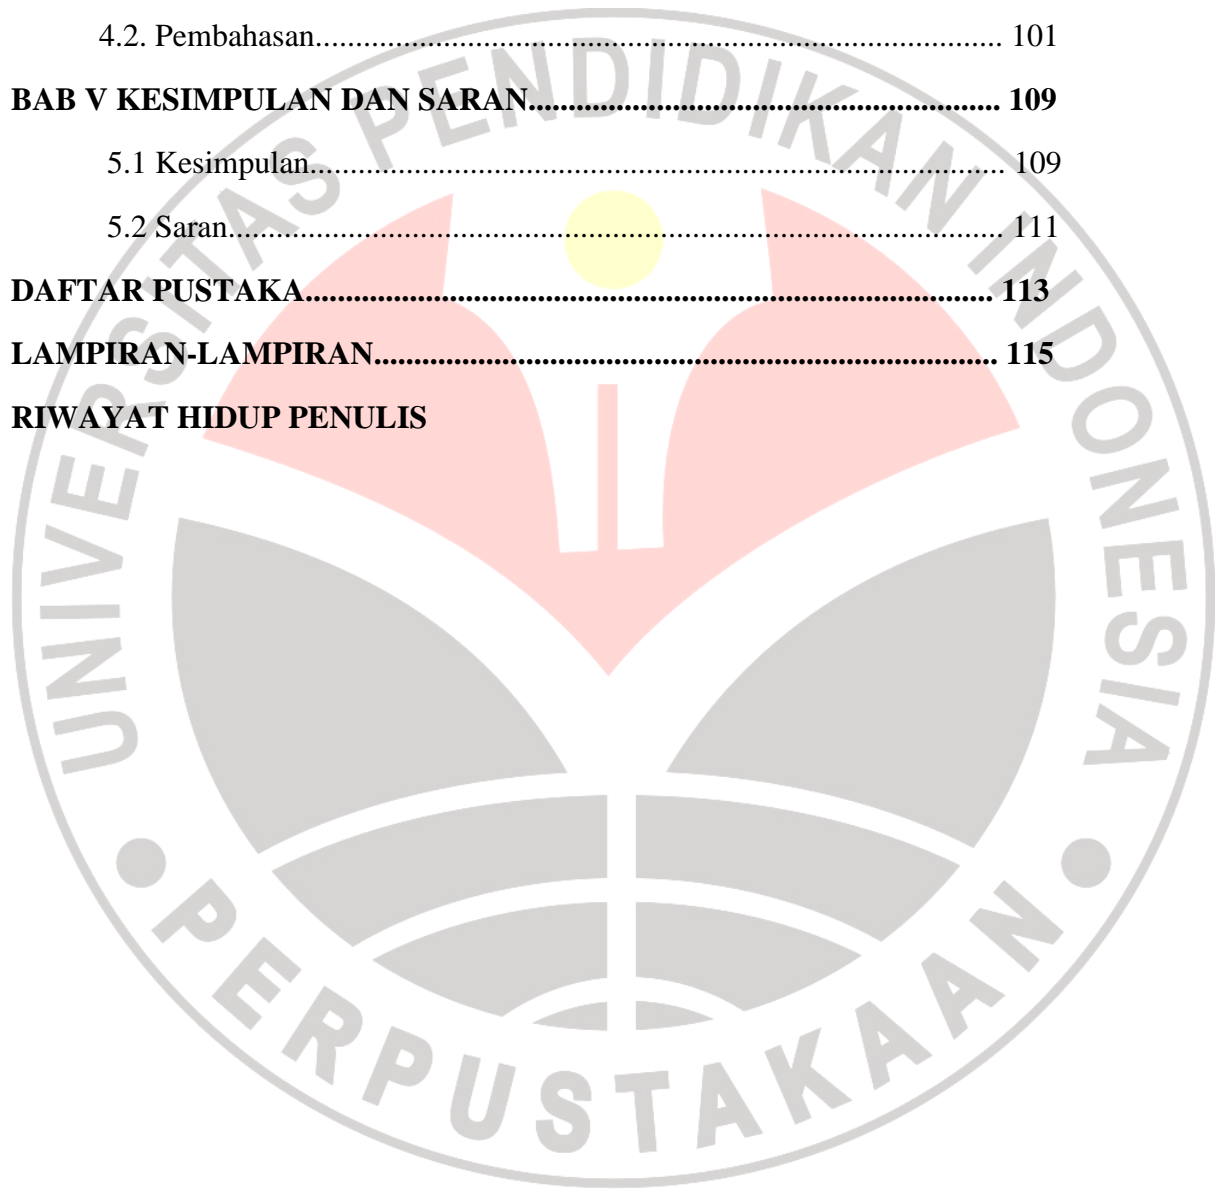 4.2. Pembahasan..................................................................................... 101
BAB V KESIMPULAN DAN SARAN.......................................................... 109
5.1 Kesimpulan...................................................................................... 109
5.2 Saran................................................................................................ 111
DAFTAR PUSTAKA..................................................................................... 113
LAMPIRAN-LAMPIRAN............................................................................. 115
RIWAYAT HIDUP PENULIS
UNIVERSITAS PENDIDIKAN INDONESIA
PERPUSTAKAAN